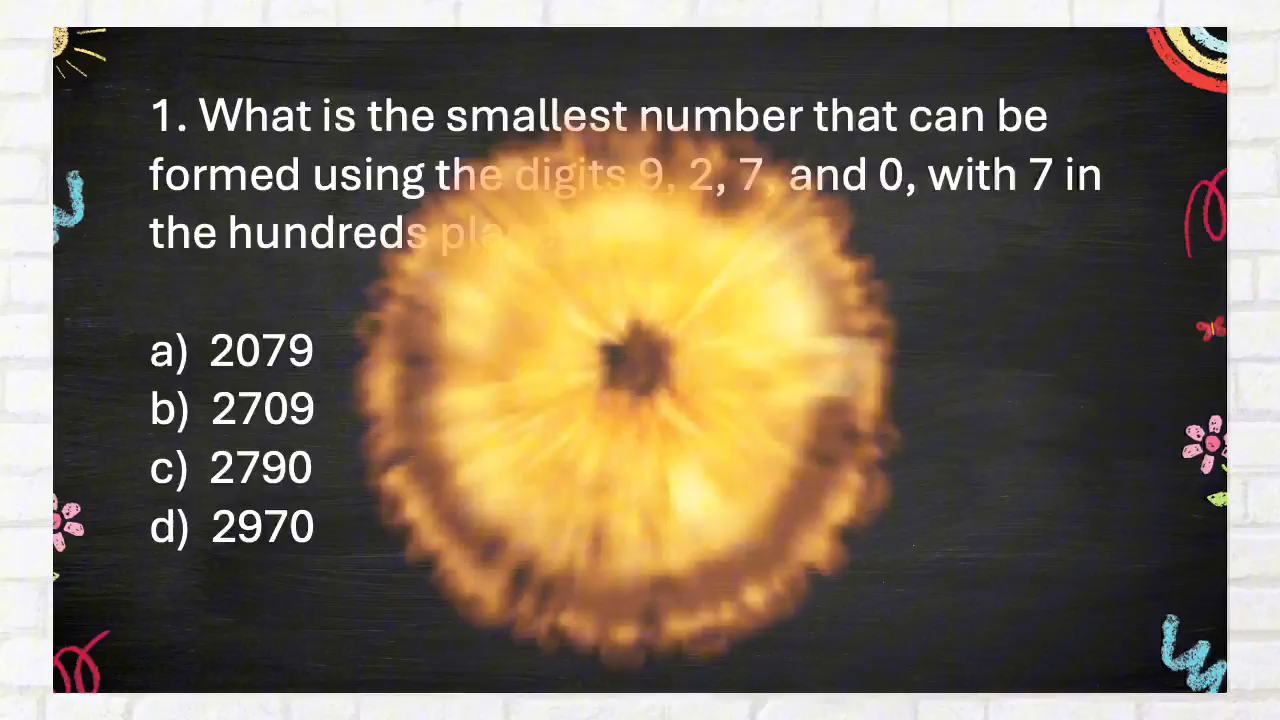 1. What is the smallest number that can be
formed using the digits 9, 2, 7, and 0, with 7 in
the hundreds
a) 2079
b) 2709
c) 2790
d) 2970